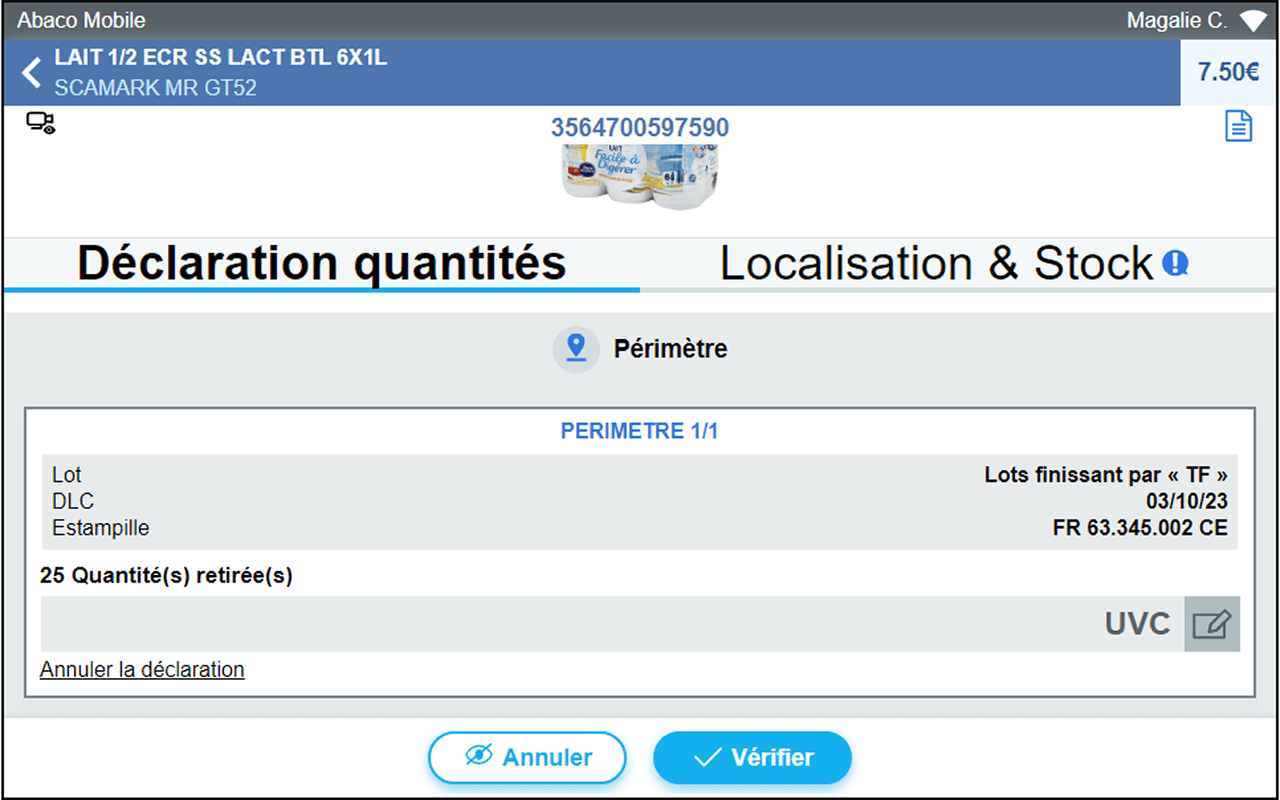 Abaco Mobile
Magalie C.
LAIT 1/2 ECR SS LACT BTL 6X1L
SCAMARK MR GT52
7.50€
3564700597590
LAIT
Facile à
Digérer
Déclaration quantités
Localisation & Stock
Périmètre
PERIMETRE 1/1
Lot
Lots finissant par « TF »
DLC
03/10/23
Estampille
FR 63.345.002 CE
25 Quantité(s) retirée(s)
UVC
Annuler la déclaration
Annuler
Vérifier